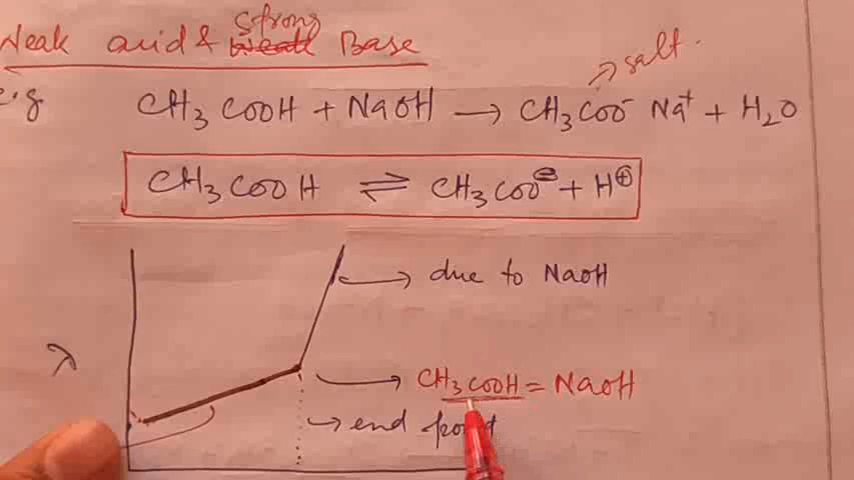 Weak acid & Strong Base
e.g
CH₃COOH + NaOH → CH₃COO⁻ Na⁺ + H₂O
→ salt.
CH₃COOH ⇌ CH₃COO⊖ + H⊕
→ due to NaOH
λ
→ CH₃COOH = NaOH
→ end point